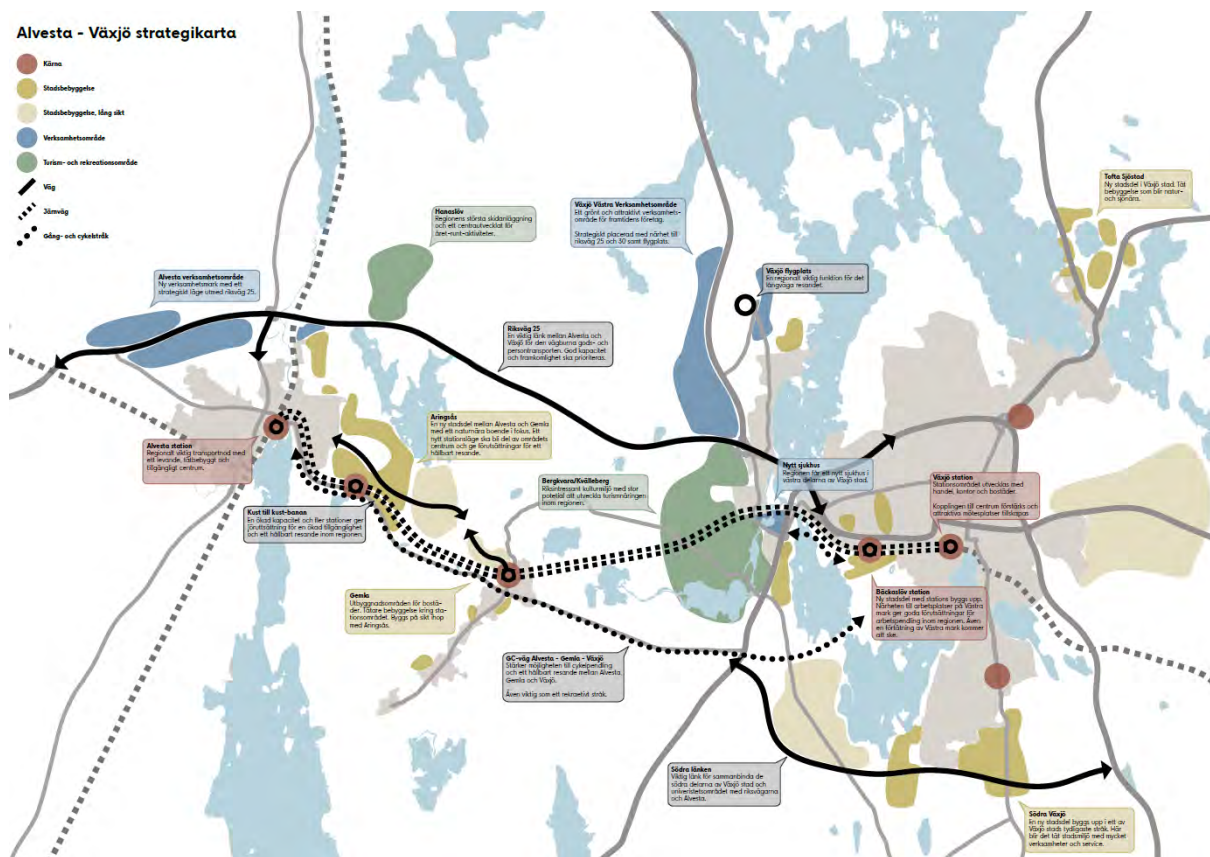 Alvesta - Växjö strategikarta
Kärna
Stadsbebyggelse
Stadsbebyggelse, lång sikt
Verksamhetsområde
Turism- och rekreationsområde
Väg
Järnväg
Gång- och cykelstråk
Tofta Sjöstad
Ny stadsdel i Växjö stad. Tät
bebyggelse som blir natur-
och sjönära.
Hanaslöv
Regionens största skidanläggning
och ett centrautvecklat för
året-runt-aktiviteter.
Växjö Västra Verksamhetsområde
Ett grönt och attraktivt verksamhets-
område för framtidens företag.
Strategiskt placerad med närhet till
riksväg 25 och 30 samt flygplats.
Växjö flygplats
En regionalt viktig funktion för det
långväga resandet.
Alvesta verksamhetsområde
Ny verksamhetsmark med ett
strategiskt läge utmed riksväg 25.
Riksväg 25
En viktig länk mellan Alvesta och
Växjö för den vägburna gods- och
persontransporten. God kapacitet
och framkomlighet ska prioriteras.
Aringsås
En ny stadsdel mellan Alvesta och Gemla
med ett naturnära boende i fokus. Ett
nytt stationsläge ska bli del av områdets
centrum och ge förutsättningar för ett
hållbart resande.
Alvesta station
Regionalt viktig transportnod med
ett levande, tätbebyggt och
tillgängligt centrum.
Bergkvara/Kvälleberg
Riksintressant kulturmiljö med stor
potetial att utveckla turismnäringen
inom regionen.
Nytt sjukhus
Regionen får ett nytt sjukhus i
västra delarna av Växjö stad.
Växjö station
Stationsområdet utvecklas med
handel, kontor och bostäder.
Kopplingen till centrum förstärks och
attraktiva mötesplatser tillskapas
Kust till kust-banan
En ökad kapacitet och fler stationer ger
förutsättning för en ökad tillgänglighet
och ett hållbart resande inom regionen.
Gemla
Utbyggnadsområden för bostä-
der. Tätare bebyggelse kring sta-
tionsområdet. Byggs på sikt ihop
med Aringsås.
Bäckaslöv station
Ny stadsdel med stations byggs upp.
Närheten till arbetsplatser på Västra
mark ger goda förutsättningar för
arbetspendling inom regionen. Även
en förtätning av Västra mark kommer
att ske.
GC-väg Alvesta - Gemla - Växjö
Stärker möjligheten till cykelpendling
och ett hållbart resande mellan Alvesta,
Gemla och Växjö.
Även viktig som ett rekreativt stråk.
Södra länken
Viktig länk för sammanbinda de
södra delarna av Växjö stad och
univeristetsområdet med riksvägarna
och Alvesta.
Södra Växjö
En ny stadsdel byggs upp i ett av
Växjö stads tydligaste stråk. Här
blir det tät stadsmiljö med mycket
verksamheter och service.